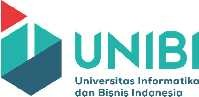 UNIBI
Universitas Informatika
dan Bisnis Indonesia